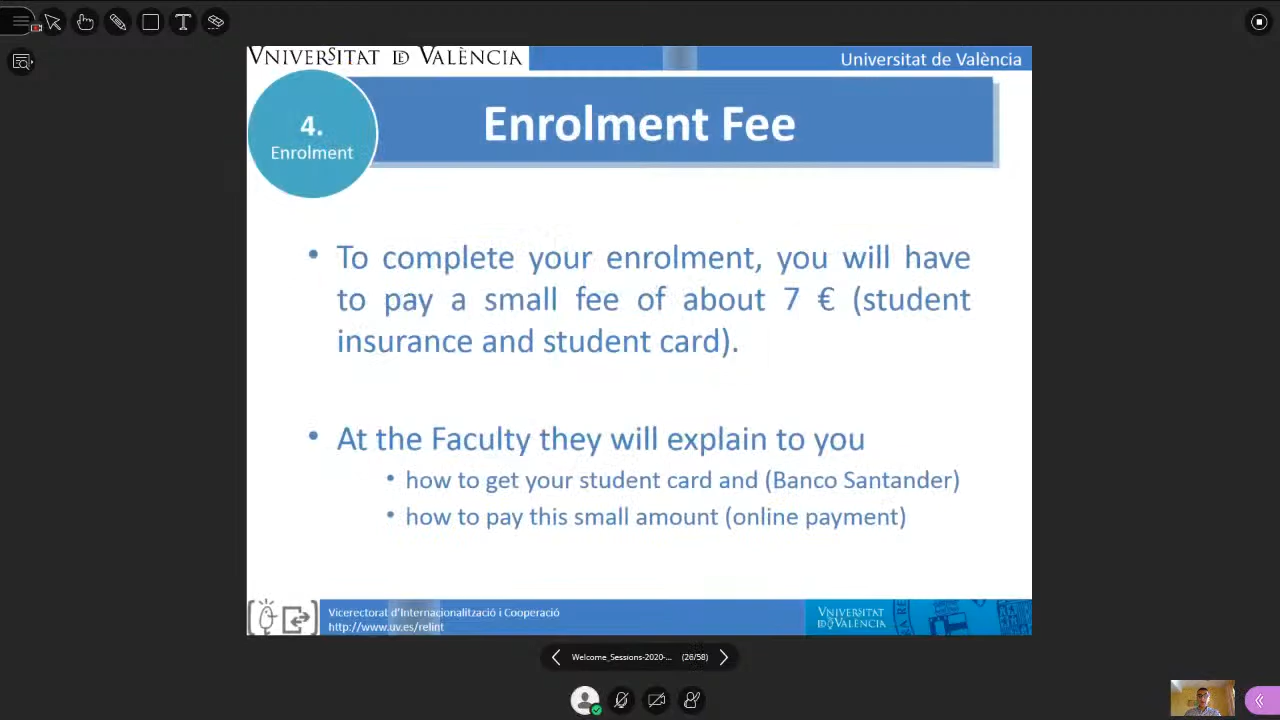 VNIVERSITAT DE VALÈNCIA
Universitat de València
4.
Enrolment
Enrolment Fee
• To complete your enrolment, you will have
to pay a small fee of about 7 € (student
insurance and student card).
• At the Faculty they will explain to you
• how to get your student card and (Banco Santander)
• how to pay this small amount (online payment)
Vicerectorat d'Internacionalització i Cooperació
http://www.uv.es/relint
VNIVERSITAT
DE VALÈNCIA
Welcome_Sessions-2020-... (26/58)